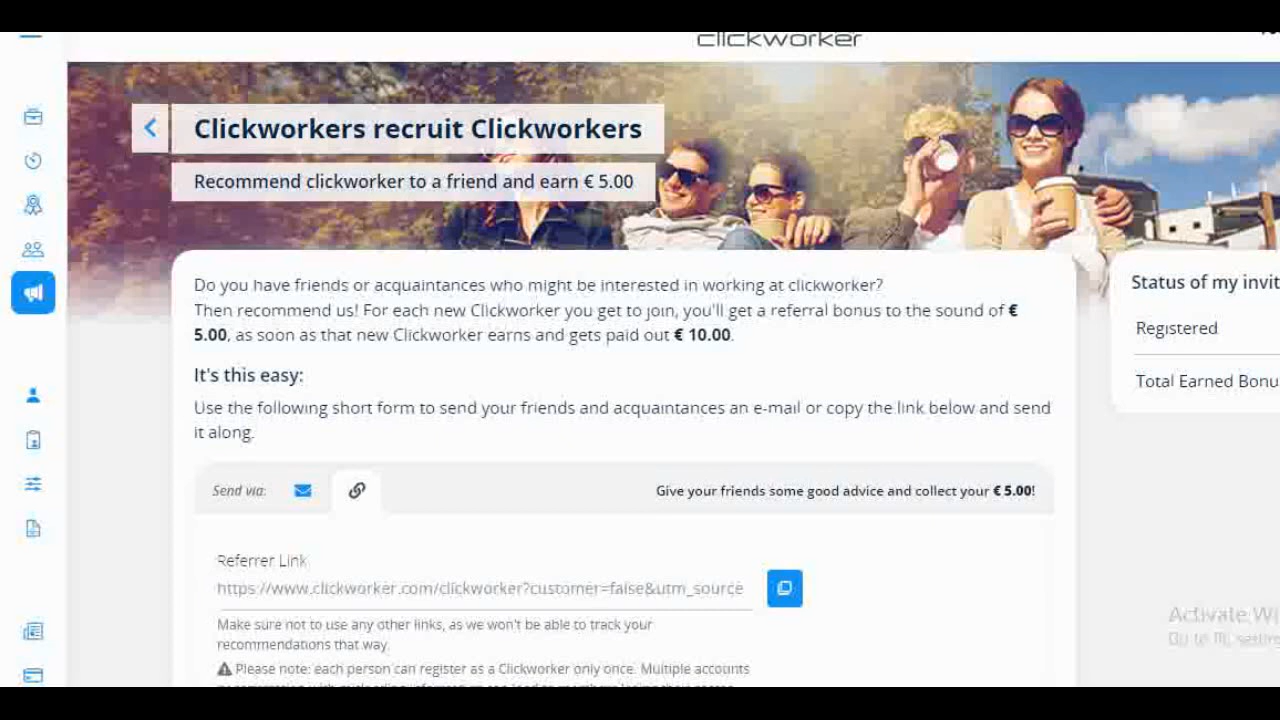 clickworker
Clickworkers recruit Clickworkers
Recommend clickworker to a friend and earn € 5.00
Do you have friends or acquaintances who might be interested in working at clickworker?
Then recommend us! For each new Clickworker you get to join, you'll get a referral bonus to the sound of €
5.00, as soon as that new Clickworker earns and gets paid out € 10.00.
It's this easy:
Use the following short form to send your friends and acquaintances an e-mail or copy the link below and send
it along.
Send via:
Give your friends some good advice and collect your € 5.00!
Referrer Link
https://www.clickworker.com/clickworker?customer=false&utm_source
Make sure not to use any other links, as we won't be able to track your
recommendations that way.
Please note: each person can register as a Clickworker only once. Multiple accounts
Status of my invit
Registered
Total Earned Bonu
Activate Wi
Go to PC setting